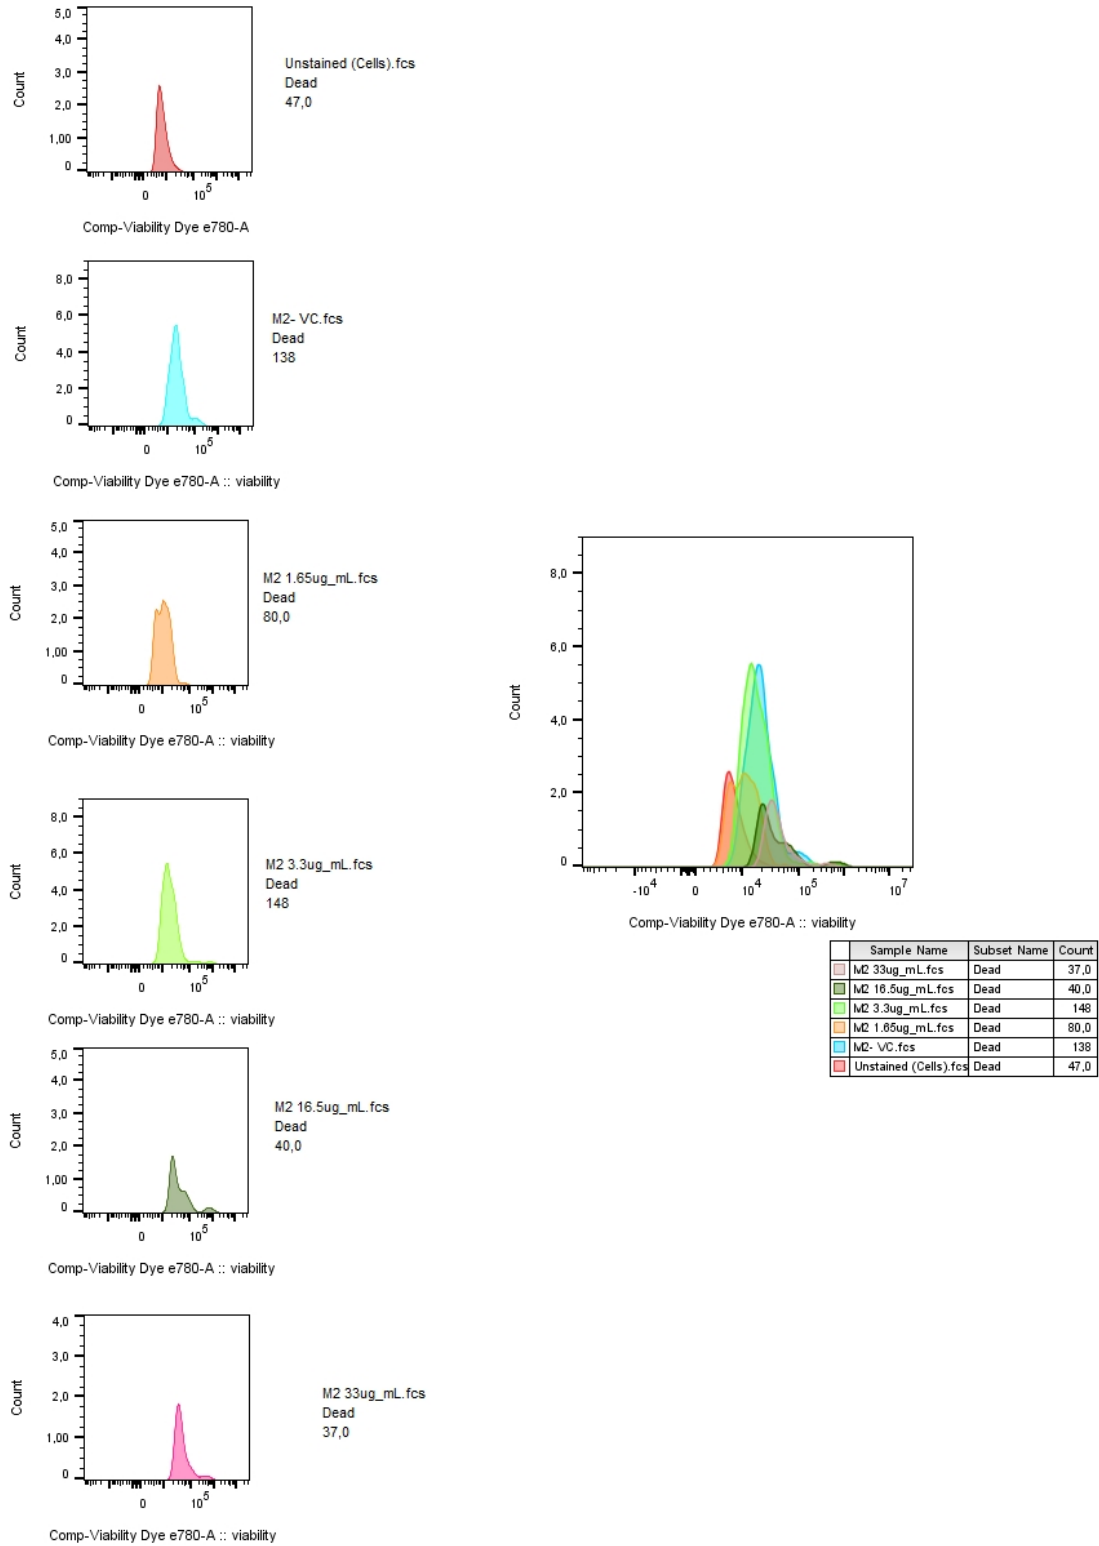 5,0
4,0
3,0
2,0
1,00
0
Count
0
10^5
Comp-Viability Dye e780-A
Unstained (Cells).fcs
Dead
47,0
8,0
6,0
4,0
2,0
0
Count
0
10^5
Comp-Viability Dye e780-A :: viability
M2- VC.fcs
Dead
138
5,0
4,0
3,0
2,0
1,00
0
Count
0
10^5
Comp-Viability Dye e780-A :: viability
M2 1.65ug_mL.fcs
Dead
80,0
8,0
6,0
4,0
2,0
0
Count
0
10^5
Comp-Viability Dye e780-A :: viability
M2 3.3ug_mL.fcs
Dead
148
5,0
4,0
3,0
2,0
1,00
0
Count
0
10^5
Comp-Viability Dye e780-A :: viability
M2 16.5ug_mL.fcs
Dead
40,0
4,0
3,0
2,0
1,00
0
Count
0
10^5
Comp-Viability Dye e780-A :: viability
M2 33ug_mL.fcs
Dead
37,0
8,0
6,0
4,0
2,0
0
Count
-10^4 0 10^4 10^5 10^7
Comp-Viability Dye e780-A :: viability
Sample Name Subset Name Count
M2 33ug_mL.fcs Dead 37,0
M2 16.5ug_mL.fcs Dead 40,0
M2 3.3ug_mL.fcs Dead 148
M2 1.65ug_mL.fcs Dead 80,0
M2- VC.fcs Dead 138
Unstained (Cells).fcs Dead 47,0